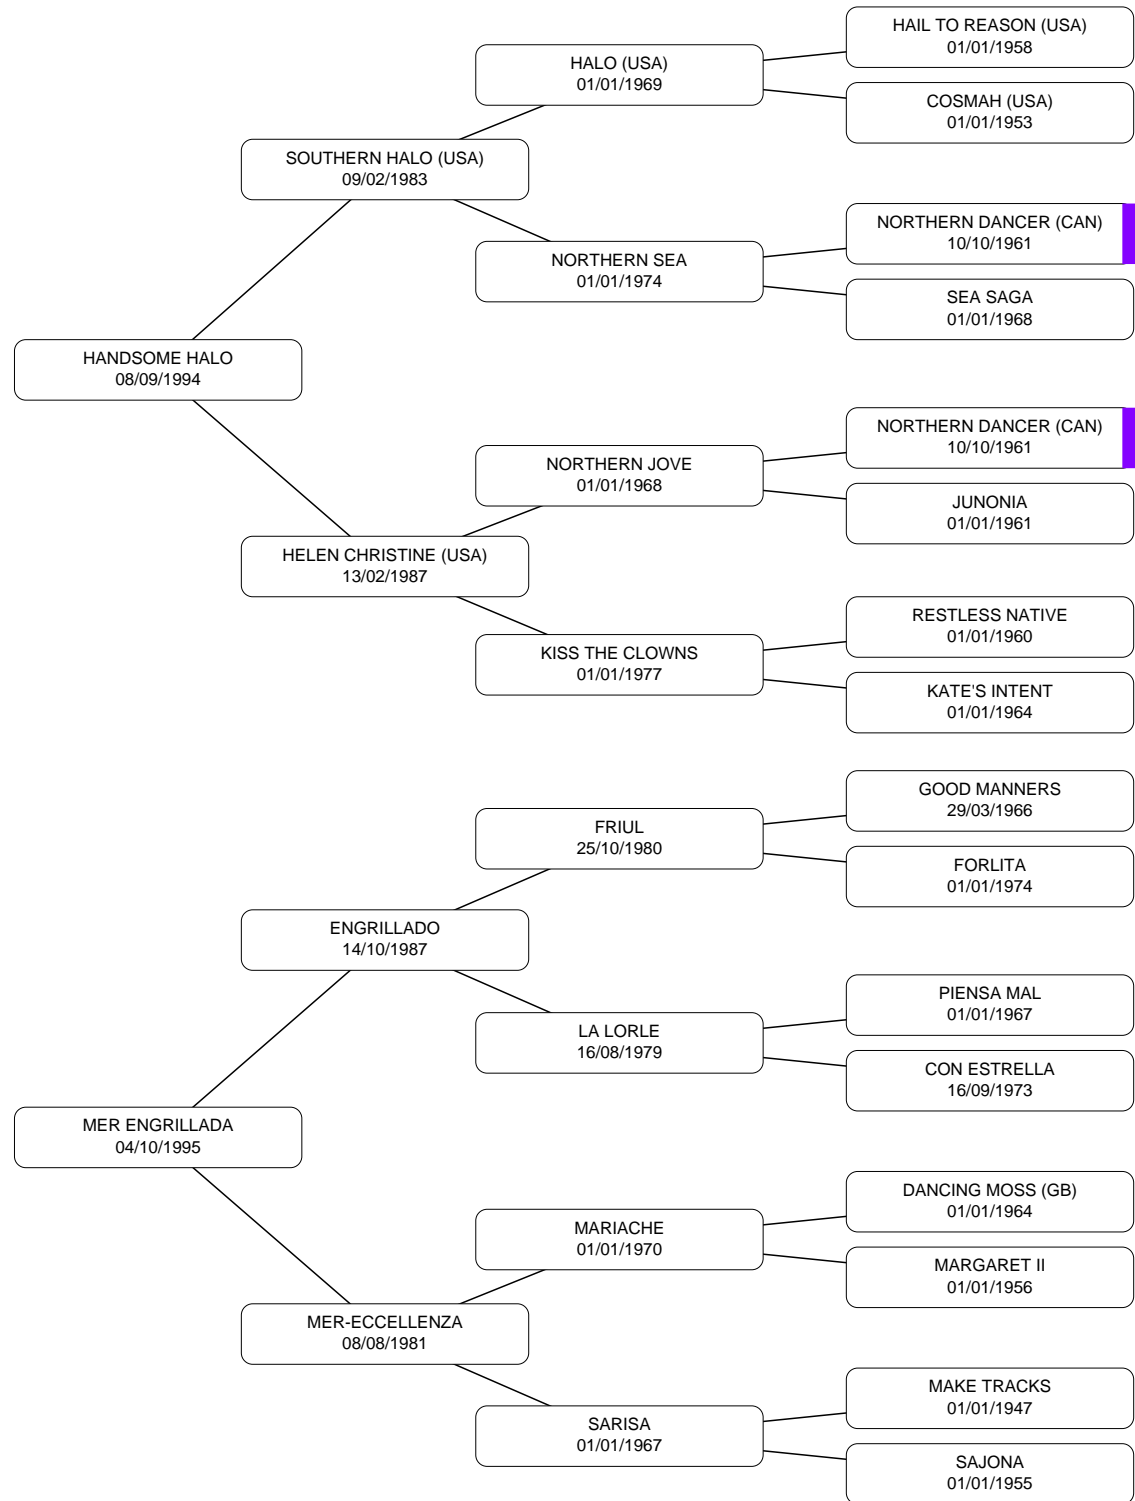 HAIL TO REASON (USA)
01/01/1958
HALO (USA)
01/01/1969
COSMAH (USA)
01/01/1953
SOUTHERN HALO (USA)
09/02/1983
NORTHERN DANCER (CAN)
10/10/1961
NORTHERN SEA
01/01/1974
SEA SAGA
01/01/1968
HANDSOME HALO
08/09/1994
NORTHERN DANCER (CAN)
10/10/1961
NORTHERN JOVE
01/01/1968
JUNONIA
01/01/1961
HELEN CHRISTINE (USA)
13/02/1987
RESTLESS NATIVE
01/01/1960
KISS THE CLOWNS
01/01/1977
KATE'S INTENT
01/01/1964
GOOD MANNERS
29/03/1966
FRIUL
25/10/1980
FORLITA
01/01/1974
ENGRILLADO
14/10/1987
PIENSA MAL
01/01/1967
LA LORLE
16/08/1979
CON ESTRELLA
16/09/1973
MER ENGRILLADA
04/10/1995
DANCING MOSS (GB)
01/01/1964
MARIACHE
01/01/1970
MARGARET II
01/01/1956
MER-ECCELLENZA
08/08/1981
MAKE TRACKS
01/01/1947
SARISA
01/01/1967
SAJONA
01/01/1955